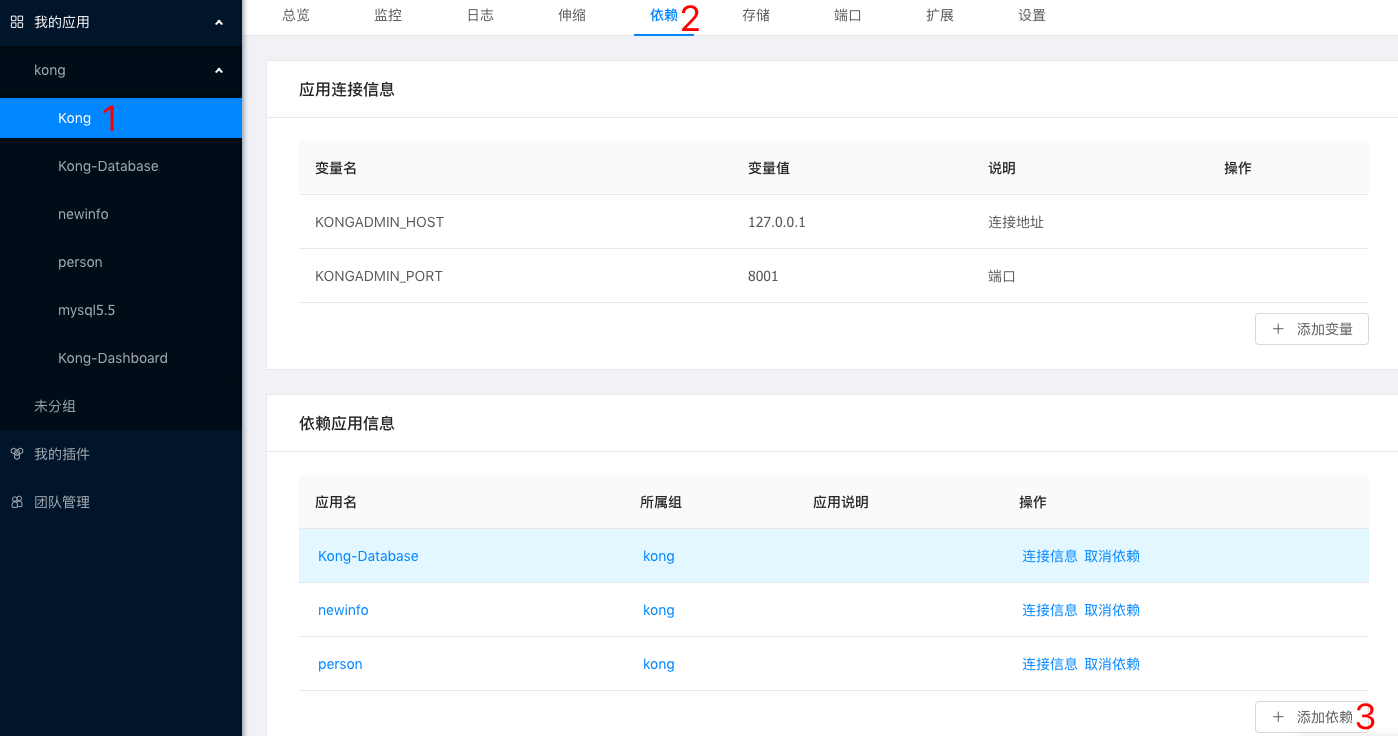 我的应用
kong
Kong 1
Kong-Database
newinfo
person
mysql5.5
Kong-Dashboard
未分组
我的插件
团队管理
总览 监控 日志 伸缩 依赖 2 存储 端口 扩展 设置
应用连接信息
变量名 变量值 说明 操作
KONGADMIN_HOST 127.0.0.1 连接地址
KONGADMIN_PORT 8001 端口
添加变量
依赖应用信息
应用名 所属组 应用说明 操作
Kong-Database kong 连接信息 取消依赖
newinfo kong 连接信息 取消依赖
person kong 连接信息 取消依赖
添加依赖 3